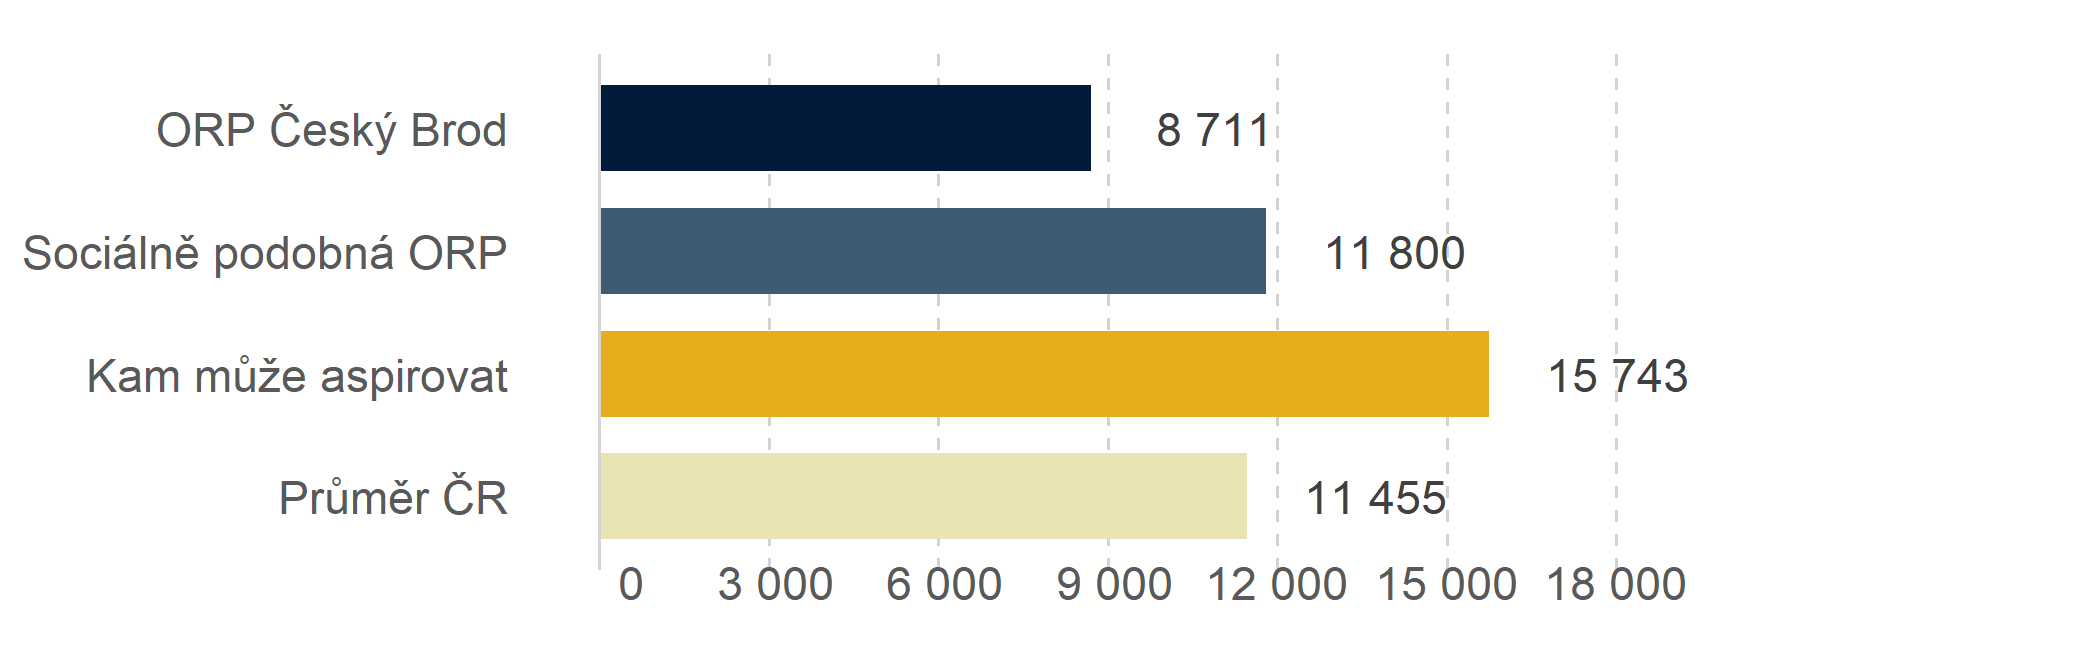 ORP Český Brod 8 711
Sociálně podobná ORP 11 800
Kam může aspirovat 15 743
Průměr ČR 11 455
0 3 000 6 000 9 000 12 000 15 000 18 000